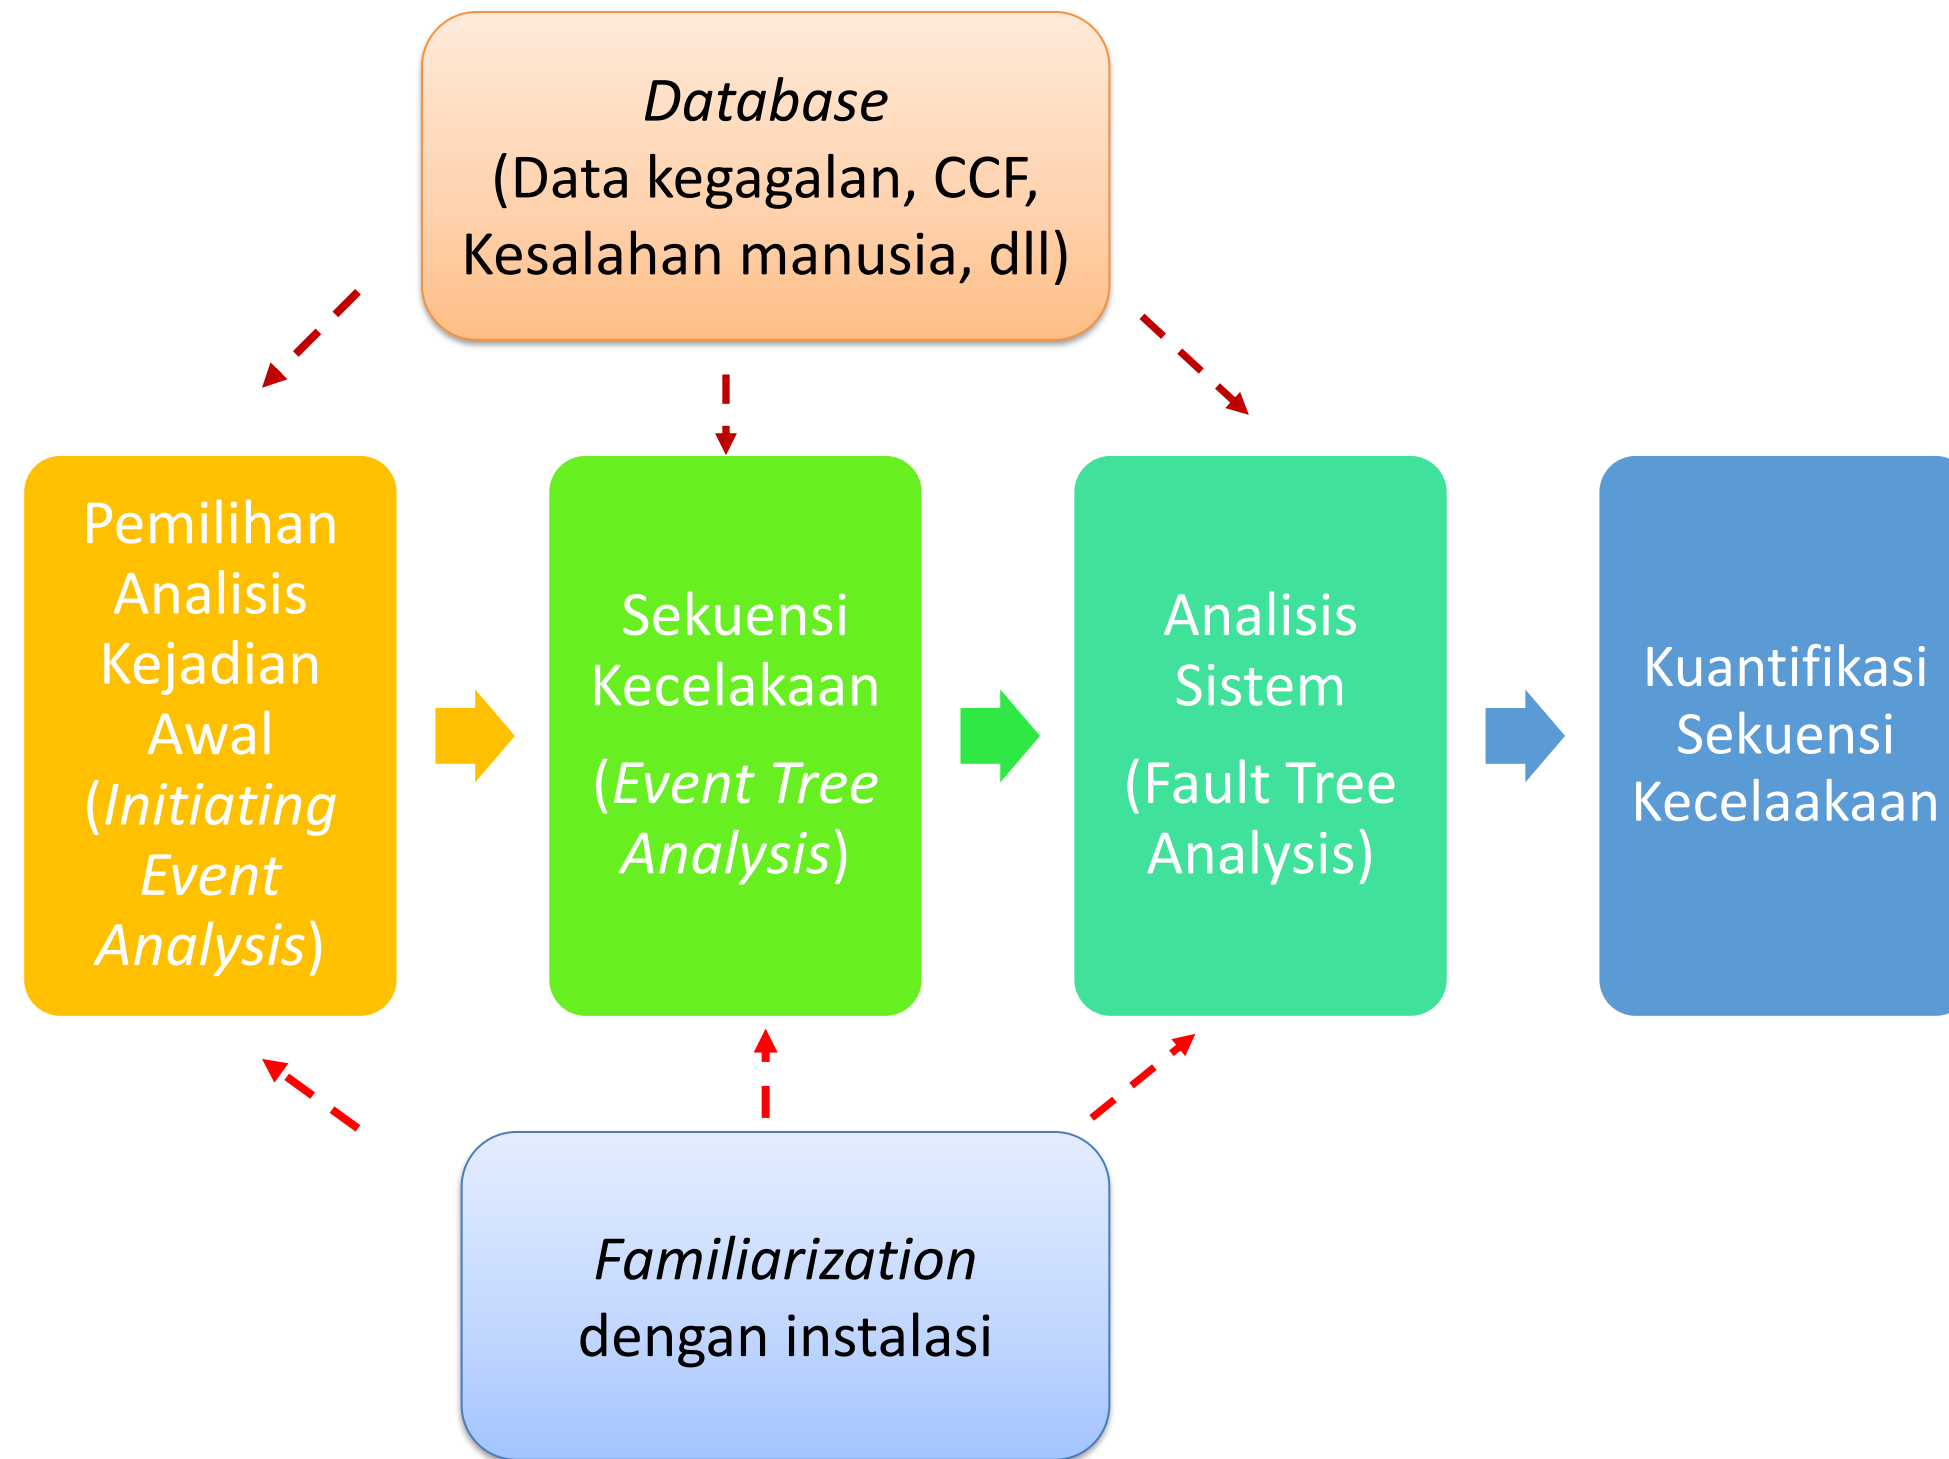 Database
(Data kegagalan, CCF,
Kesalahan manusia, dll)
Pemilihan
Analisis
Kejadian
Awal
(Initiating
Event
Analysis)
Sekuensi
Kecelakaan
(Event Tree
Analysis)
Analisis
Sistem
(Fault Tree
Analysis)
Kuantifikasi
Sekuensi
Kecelaakaan
Familiarization
dengan instalasi